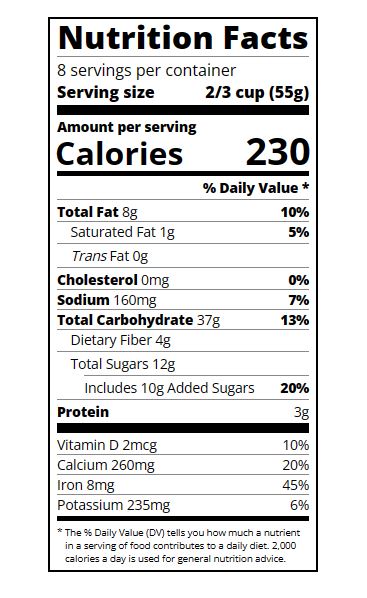 Nutrition Facts
8 servings per container
Serving size 2/3 cup (55g)
Amount per serving
Calories 230
% Daily Value *
Total Fat 8g 10%
Saturated Fat 1g 5%
Trans Fat 0g
Cholesterol 0mg 0%
Sodium 160mg 7%
Total Carbohydrate 37g 13%
Dietary Fiber 4g
Total Sugars 12g
Includes 10g Added Sugars 20%
Protein 3g
Vitamin D 2mcg 10%
Calcium 260mg 20%
Iron 8mg 45%
Potassium 235mg 6%
* The % Daily Value (DV) tells you how much a nutrient
in a serving of food contributes to a daily diet. 2,000
calories a day is used for general nutrition advice.